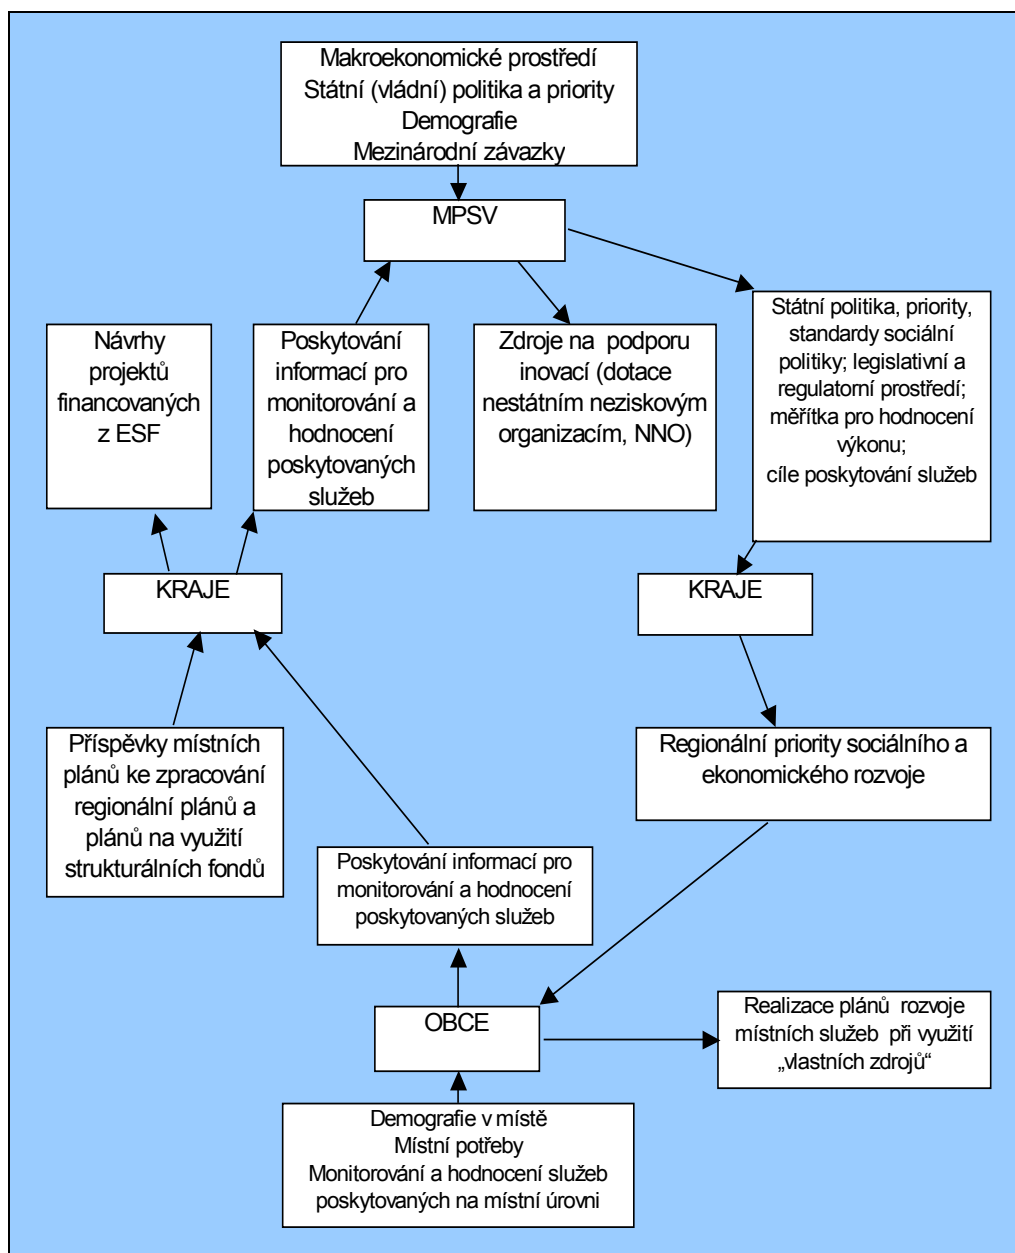 Makroekonomické prostředí
Státní (vládní) politika a priority
Demografie
Mezinárodní závazky
MPSV
Návrhy
projektů
financovaných
z ESF
Poskytování
informací pro
monitorování a
hodnocení
poskytovaných
služeb
Zdroje na podporu
inovací (dotace
nestátním neziskovým
organizacím, NNO)
Státní politika, priority,
standardy sociální
politiky; legislativní a
regulatorní prostředí;
měřítka pro hodnocení
výkonu;
cíle poskytování služeb
KRAJE
KRAJE
Příspěvky místních
plánů ke zpracování
regionální plánů a
plánů na využití
strukturálních fondů
Regionální priority sociálního a
ekonomického rozvoje
Poskytování informací pro
monitorování a hodnocení
poskytovaných služeb
OBCE
Realizace plánů rozvoje
místních služeb při využití
„vlastních zdrojů“
Demografie v místě
Místní potřeby
Monitorování a hodnocení služeb
poskytovaných na místní úrovni